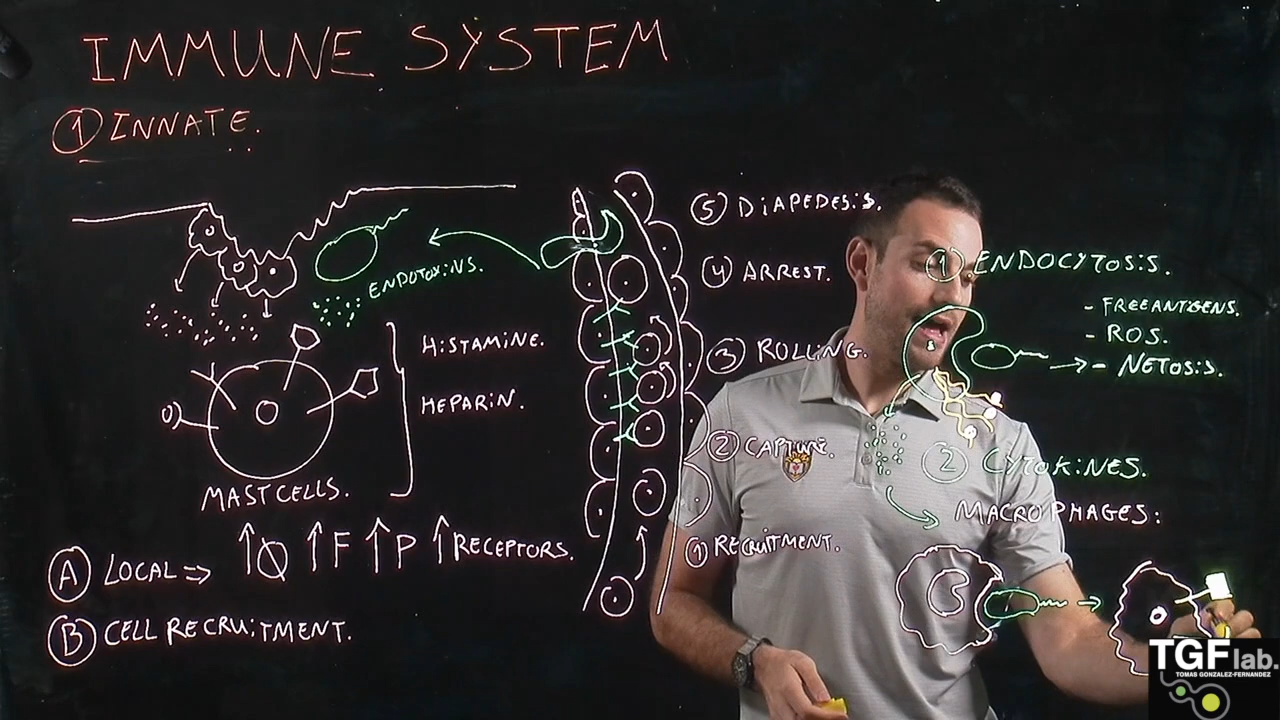 IMMUNE SYSTEM
① INNATE.
ENDOTOXINS.
HISTAMINE.
HEPARIN.
MAST CELLS.
Ⓐ LOCAL => ↑Ø ↑F ↑P ↑RECEPTORS.
Ⓑ CELL RECRUITMENT.
⑤ DIAPEDESIS.
④ ARREST.
③ ROLLING.
② CAPTURE.
① RECRUITMENT.
① ENDOCYTOSIS.
- FREE ANTIGENS.
- ROS.
- NETOSIS.
② CYTOKINES.
MACROPHAGES:
TGF lab.
TOMAS GONZALEZ-FERNANDEZ